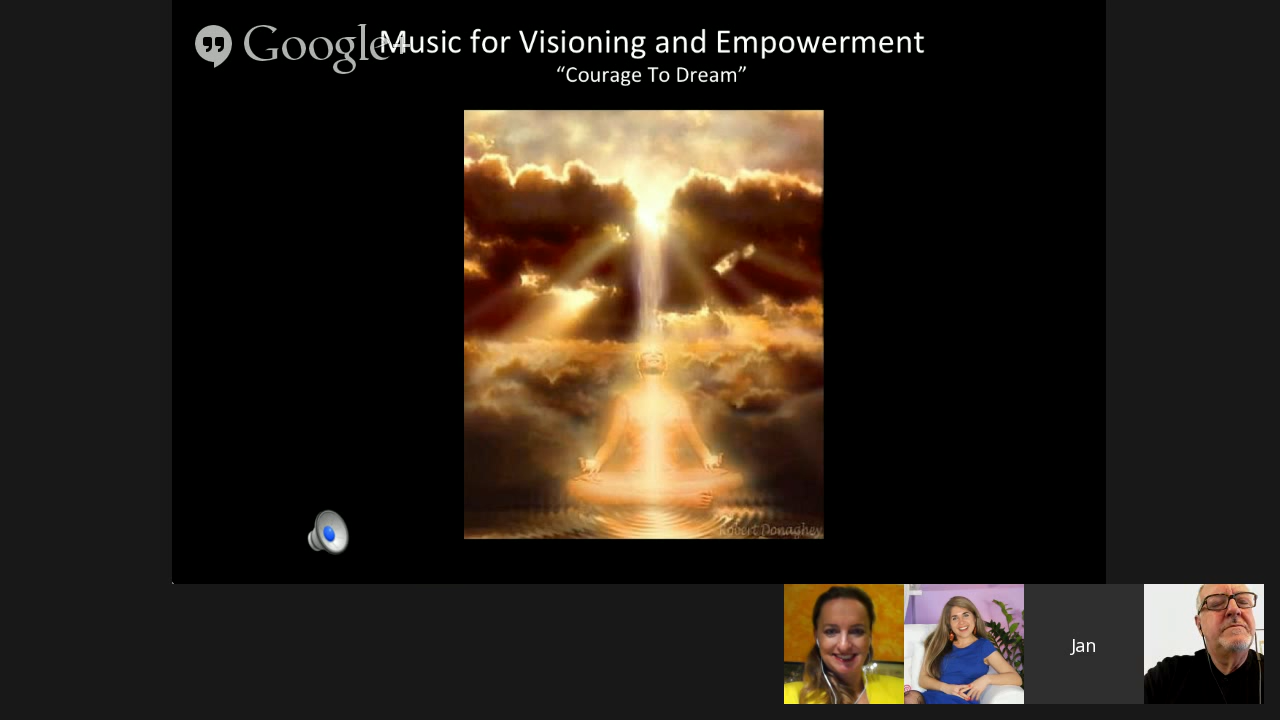 Google+
Music for Visioning and Empowerment
“Courage To Dream”
Robert Donaghey
Jan